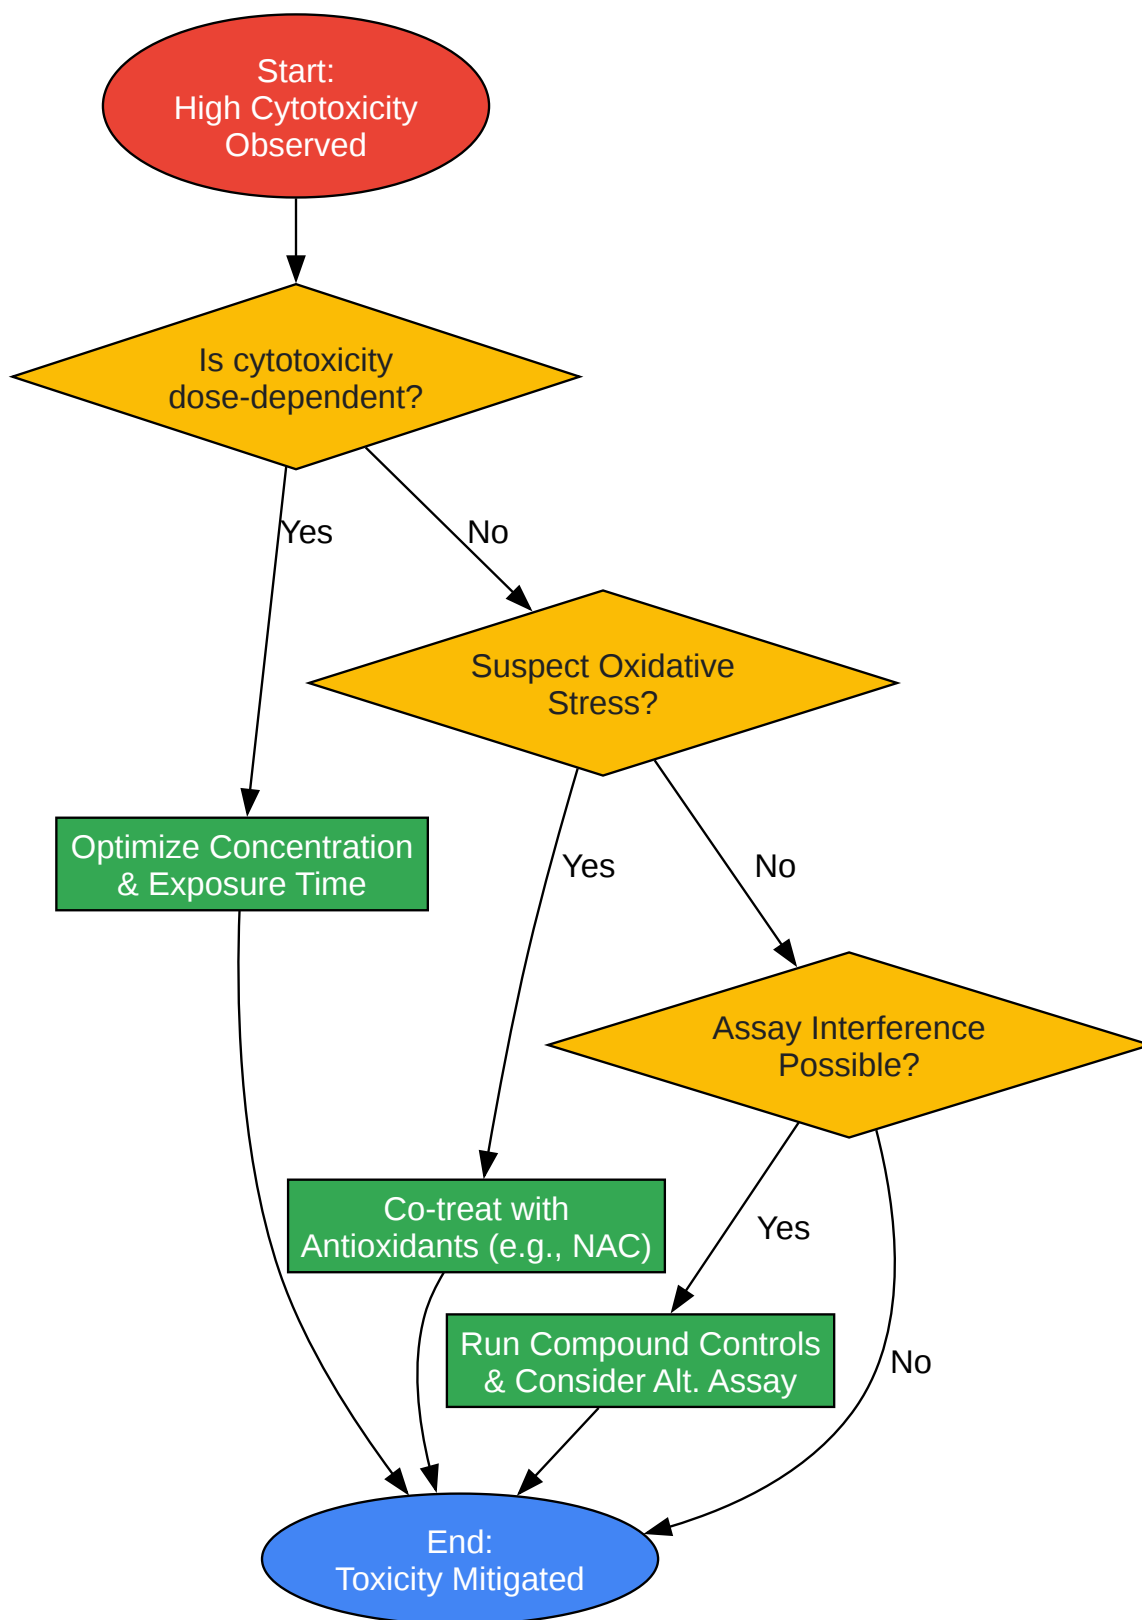 Start:
High Cytotoxicity
Observed
Is cytotoxicity
dose-dependent?
Yes
No
Suspect Oxidative
Stress?
Optimize Concentration
& Exposure Time
Yes
No
Assay Interference
Possible?
Co-treat with
Antioxidants (e.g., NAC)
Yes
Run Compound Controls
& Consider Alt. Assay
No
End:
Toxicity Mitigated